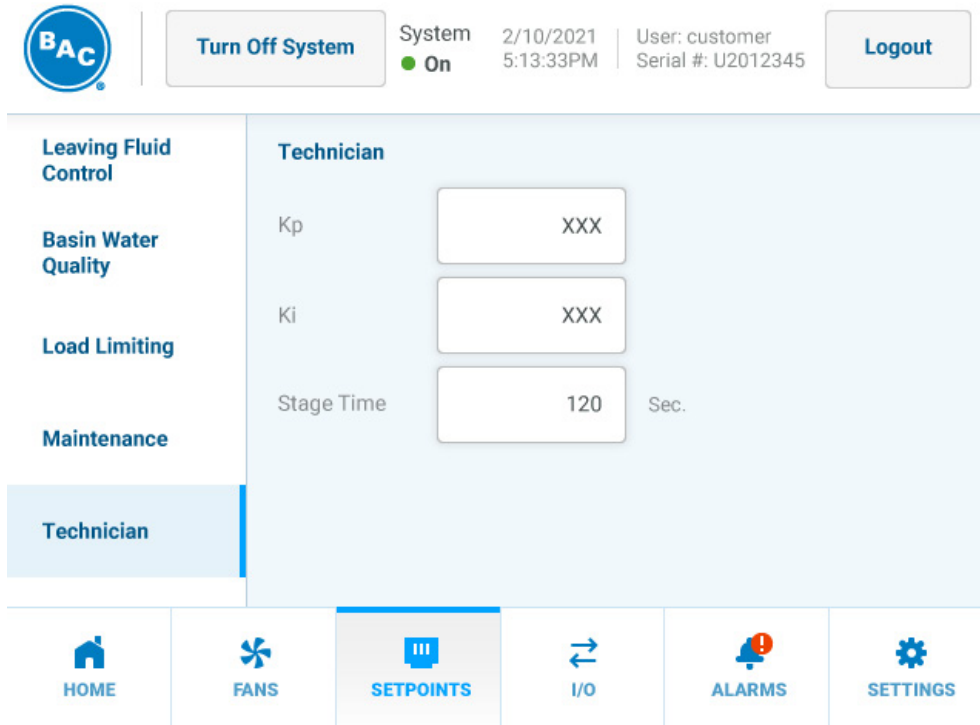 BAC
®
Turn Off System
System
On
2/10/2021
5:13:33PM
User: customer
Serial #: U2012345
Logout
Leaving Fluid
Control
Basin Water
Quality
Load Limiting
Maintenance
Technician
Technician
Kp
XXX
Ki
XXX
Stage Time
120
Sec.
HOME
FANS
SETPOINTS
I/O
ALARMS
SETTINGS